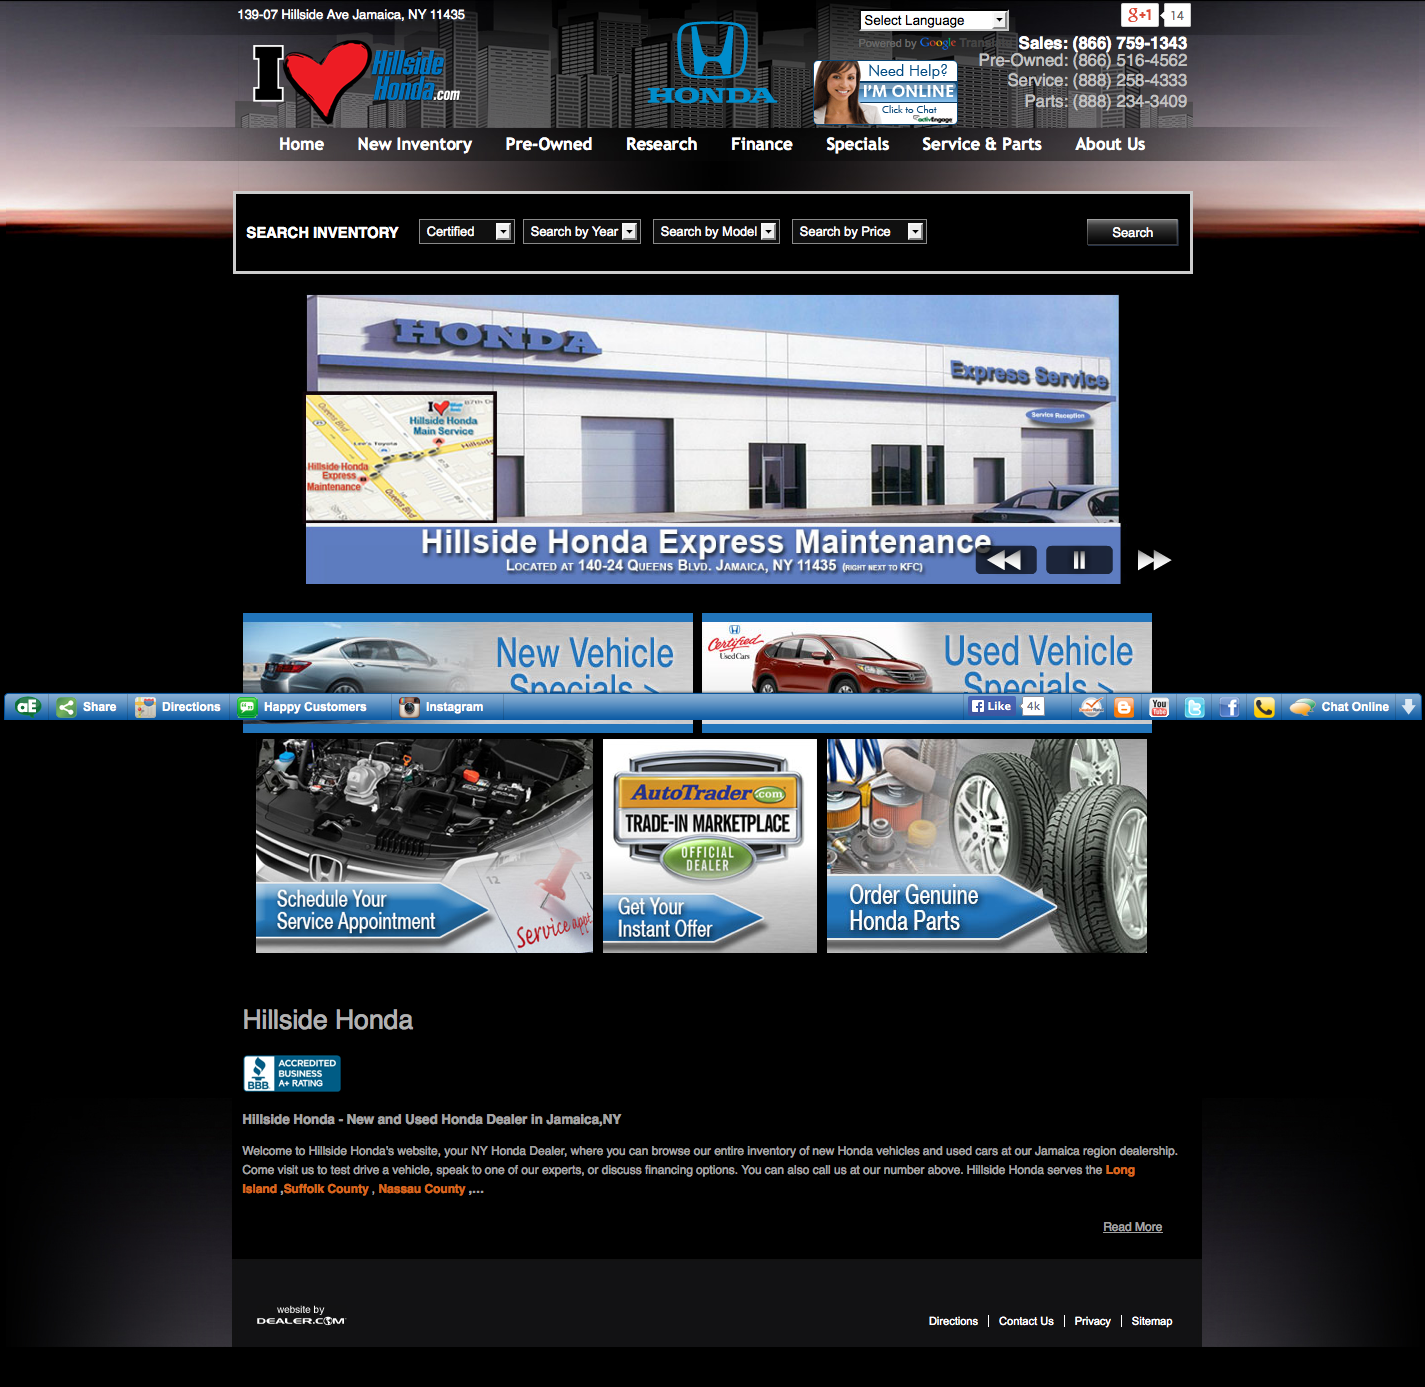 139-07 Hillside Ave Jamaica, NY 11435
Select Language
g+1 14
Powered by Google
I Hillside Honda.com
HONDA
Need Help?
I'M ONLINE
Click to Chat
activEngage
Sales: (866) 759-1343
Pre-Owned: (866) 516-4562
Service: (888) 258-4333
Parts: (888) 234-3409
Home New Inventory Pre-Owned Research Finance Specials Service & Parts About Us
SEARCH INVENTORY Certified Search by Year Search by Model Search by Price Search
HONDA
Express Service
Service Reception
I Hillside Honda
Main Service
Queens Blvd
Lee's Toyota
Hillside
Hillside Honda
Express
Maintenance
Queens Blvd
Hillside Honda Express Maintenance
LOCATED AT 140-24 QUEENS BLVD. JAMAICA, NY 11435 (RIGHT NEXT TO KFC)
New Vehicle
Specials >
Certified
Used Cars
Used Vehicle
Specials >
aE Share Directions Happy Customers Instagram Like 4k You Tube Chat Online
Schedule Your
Service Appointment
12 13
Service appt
AutoTrader.com
TRADE-IN MARKETPLACE
OFFICIAL
DEALER
Get Your
Instant Offer
Order Genuine
Honda Parts
Hillside Honda
BBB
ACCREDITED
BUSINESS
A+ RATING
Hillside Honda - New and Used Honda Dealer in Jamaica,NY
Welcome to Hillside Honda's website, your NY Honda Dealer, where you can browse our entire inventory of new Honda vehicles and used cars at our Jamaica region dealership.
Come visit us to test drive a vehicle, speak to one of our experts, or discuss financing options. You can also call us at our number above. Hillside Honda serves the Long
Island ,Suffolk County , Nassau County ,...
Read More
website by
DEALER.COM
Directions | Contact Us | Privacy | Sitemap